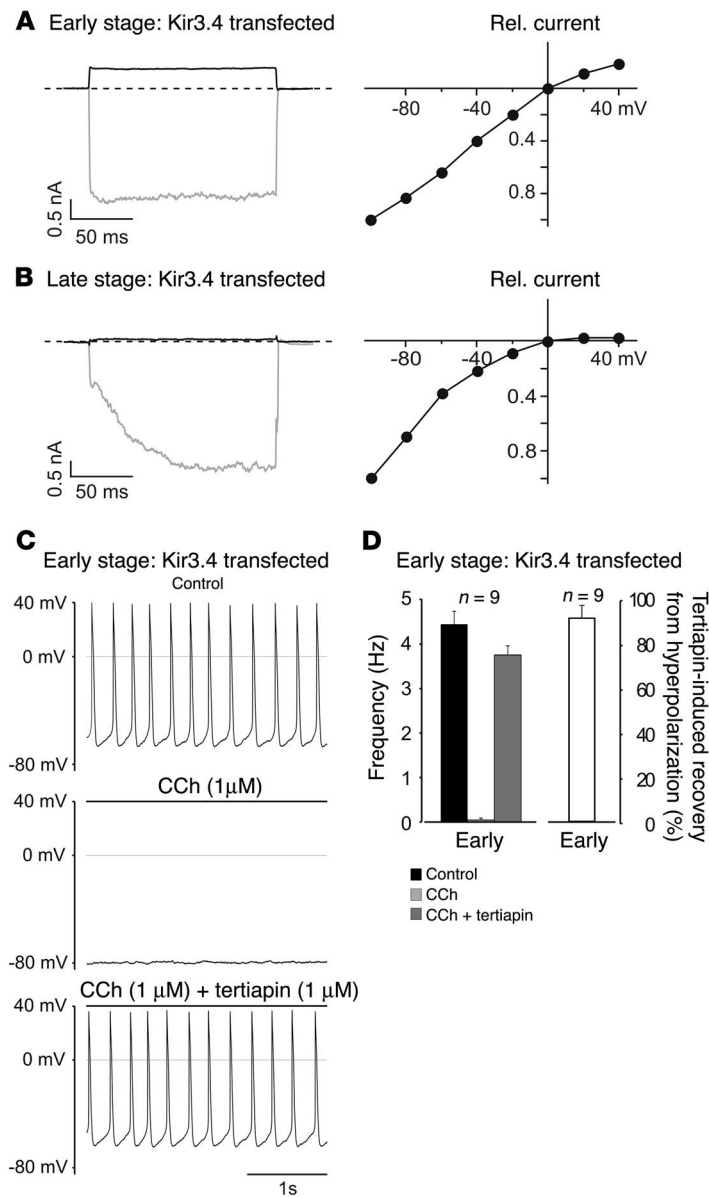 A Early stage: Kir3.4 transfected
Rel. current
-80 -40 40 mV
0.4
0.8
0.5 nA
50 ms
B Late stage: Kir3.4 transfected
Rel. current
-80 -40 40 mV
0.4
0.8
0.5 nA
50 ms
C
Early stage: Kir3.4 transfected
Control
40 mV
0 mV
-80 mV
CCh (1µM)
40 mV
0 mV
-80 mV
CCh (1 µM) + tertiapin (1 µM)
40 mV
0 mV
-80 mV
1s
D
Early stage: Kir3.4 transfected
n = 9
n = 9
Frequency (Hz)
5
4
3
2
1
0
100
80
60
40
20
0
Tertiapin-induced recovery
from hyperpolarization (%)
Early
Early
Control
CCh
CCh + tertiapin